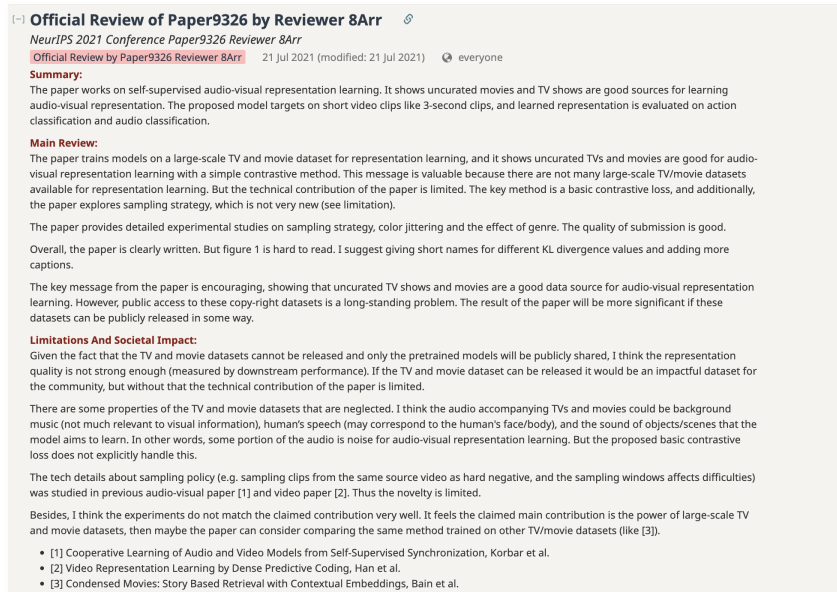 [−] Official Review of Paper9326 by Reviewer 8Arr
NeurIPS 2021 Conference Paper9326 Reviewer 8Arr
Official Review by Paper9326 Reviewer 8Arr 21 Jul 2021 (modified: 21 Jul 2021) everyone
Summary:
The paper works on self-supervised audio-visual representation learning. It shows uncurated movies and TV shows are good sources for learning
audio-visual representation. The proposed model targets on short video clips like 3-second clips, and learned representation is evaluated on action
classification and audio classification.
Main Review:
The paper trains models on a large-scale TV and movie dataset for representation learning, and it shows uncurated TVs and movies are good for audio-
visual representation learning with a simple contrastive method. This message is valuable because there are not many large-scale TV/movie datasets
available for representation learning. But the technical contribution of the paper is limited. The key method is a basic contrastive loss, and additionally,
the paper explores sampling strategy, which is not very new (see limitation).
The paper provides detailed experimental studies on sampling strategy, color jittering and the effect of genre. The quality of submission is good.
Overall, the paper is clearly written. But figure 1 is hard to read. I suggest giving short names for different KL divergence values and adding more
captions.
The key message from the paper is encouraging, showing that uncurated TV shows and movies are a good data source for audio-visual representation
learning. However, public access to these copy-right datasets is a long-standing problem. The result of the paper will be more significant if these
datasets can be publicly released in some way.
Limitations And Societal Impact:
Given the fact that the TV and movie datasets cannot be released and only the pretrained models will be publicly shared, I think the representation
quality is not strong enough (measured by downstream performance). If the TV and movie dataset can be released it would be an impactful dataset for
the community, but without that the technical contribution of the paper is limited.
There are some properties of the TV and movie datasets that are neglected. I think the audio accompanying TVs and movies could be background
music (not much relevant to visual information), human's speech (may correspond to the human's face/body), and the sound of objects/scenes that the
model aims to learn. In other words, some portion of the audio is noise for audio-visual representation learning. But the proposed basic contrastive
loss does not explicitly handle this.
The tech details about sampling policy (e.g. sampling clips from the same source video as hard negative, and the sampling windows affects difficulties)
was studied in previous audio-visual paper [1] and video paper [2]. Thus the novelty is limited.
Besides, I think the experiments do not match the claimed contribution very well. It feels the claimed main contribution is the power of large-scale TV
and movie datasets, then maybe the paper can consider comparing the same method trained on other TV/movie datasets (like [3]).
• [1] Cooperative Learning of Audio and Video Models from Self-Supervised Synchronization, Korbar et al.
• [2] Video Representation Learning by Dense Predictive Coding, Han et al.
• [3] Condensed Movies: Story Based Retrieval with Contextual Embeddings, Bain et al.